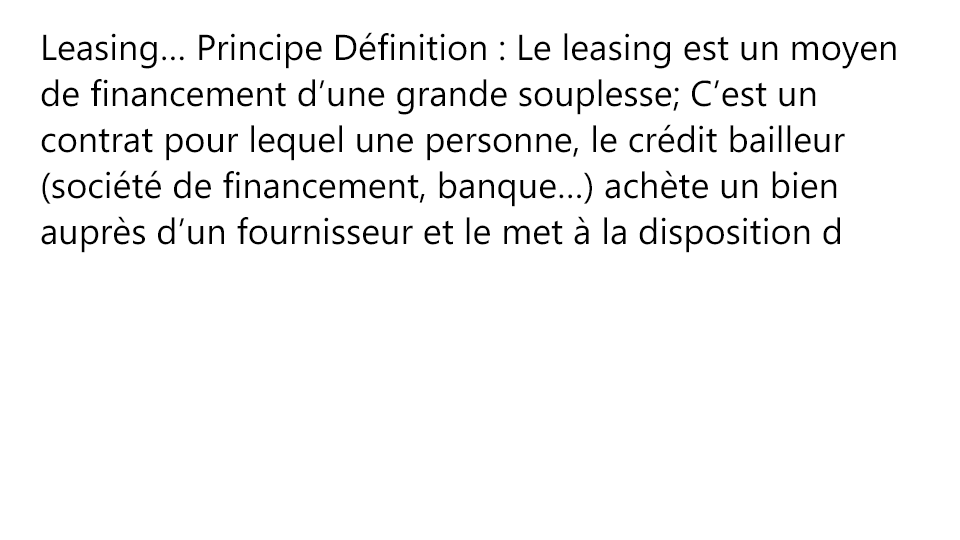 Leasing… Principe Définition : Le leasing est un moyen
de financement d’une grande souplesse; C’est un
contrat pour lequel une personne, le crédit bailleur
(société de financement, banque…) achète un bien
auprès d’un fournisseur et le met à la disposition d